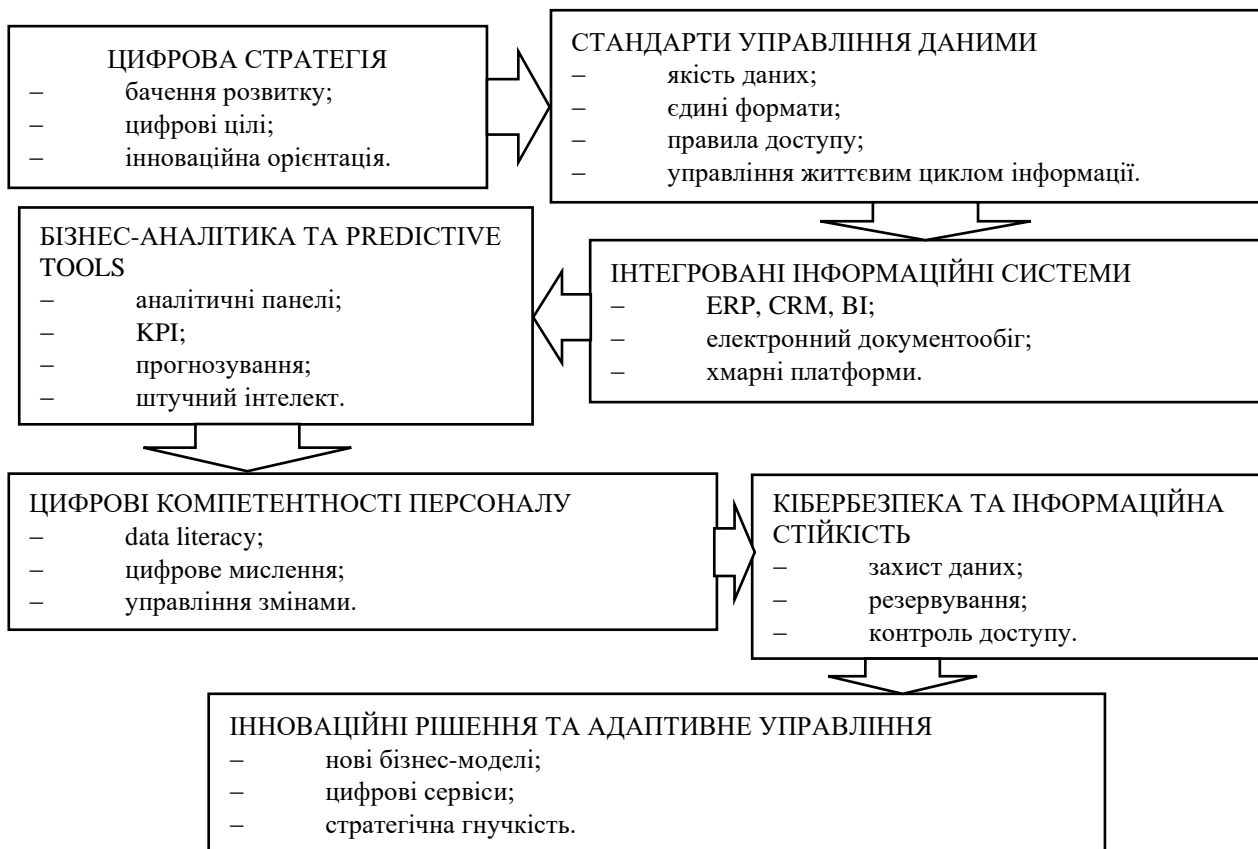 ЦИФРОВА СТРАТЕГІЯ
– бачення розвитку;
– цифрові цілі;
– інноваційна орієнтація.
СТАНДАРТИ УПРАВЛІННЯ ДАНИМИ
– якість даних;
– єдині формати;
– правила доступу;
– управління життєвим циклом інформації.
ІНТЕГРОВАНІ ІНФОРМАЦІЙНІ СИСТЕМИ
– ERP, CRM, BI;
– електронний документообіг;
– хмарні платформи.
БІЗНЕС-АНАЛІТИКА ТА PREDICTIVE
TOOLS
– аналітичні панелі;
– KPI;
– прогнозування;
– штучний інтелект.
ЦИФРОВІ КОМПЕТЕНТНОСТІ ПЕРСОНАЛУ
– data literacy;
– цифрове мислення;
– управління змінами.
КІБЕРБЕЗПЕКА ТА ІНФОРМАЦІЙНА
СТІЙКІСТЬ
– захист даних;
– резервування;
– контроль доступу.
ІННОВАЦІЙНІ РІШЕННЯ ТА АДАПТИВНЕ УПРАВЛІННЯ
– нові бізнес-моделі;
– цифрові сервіси;
– стратегічна гнучкість.